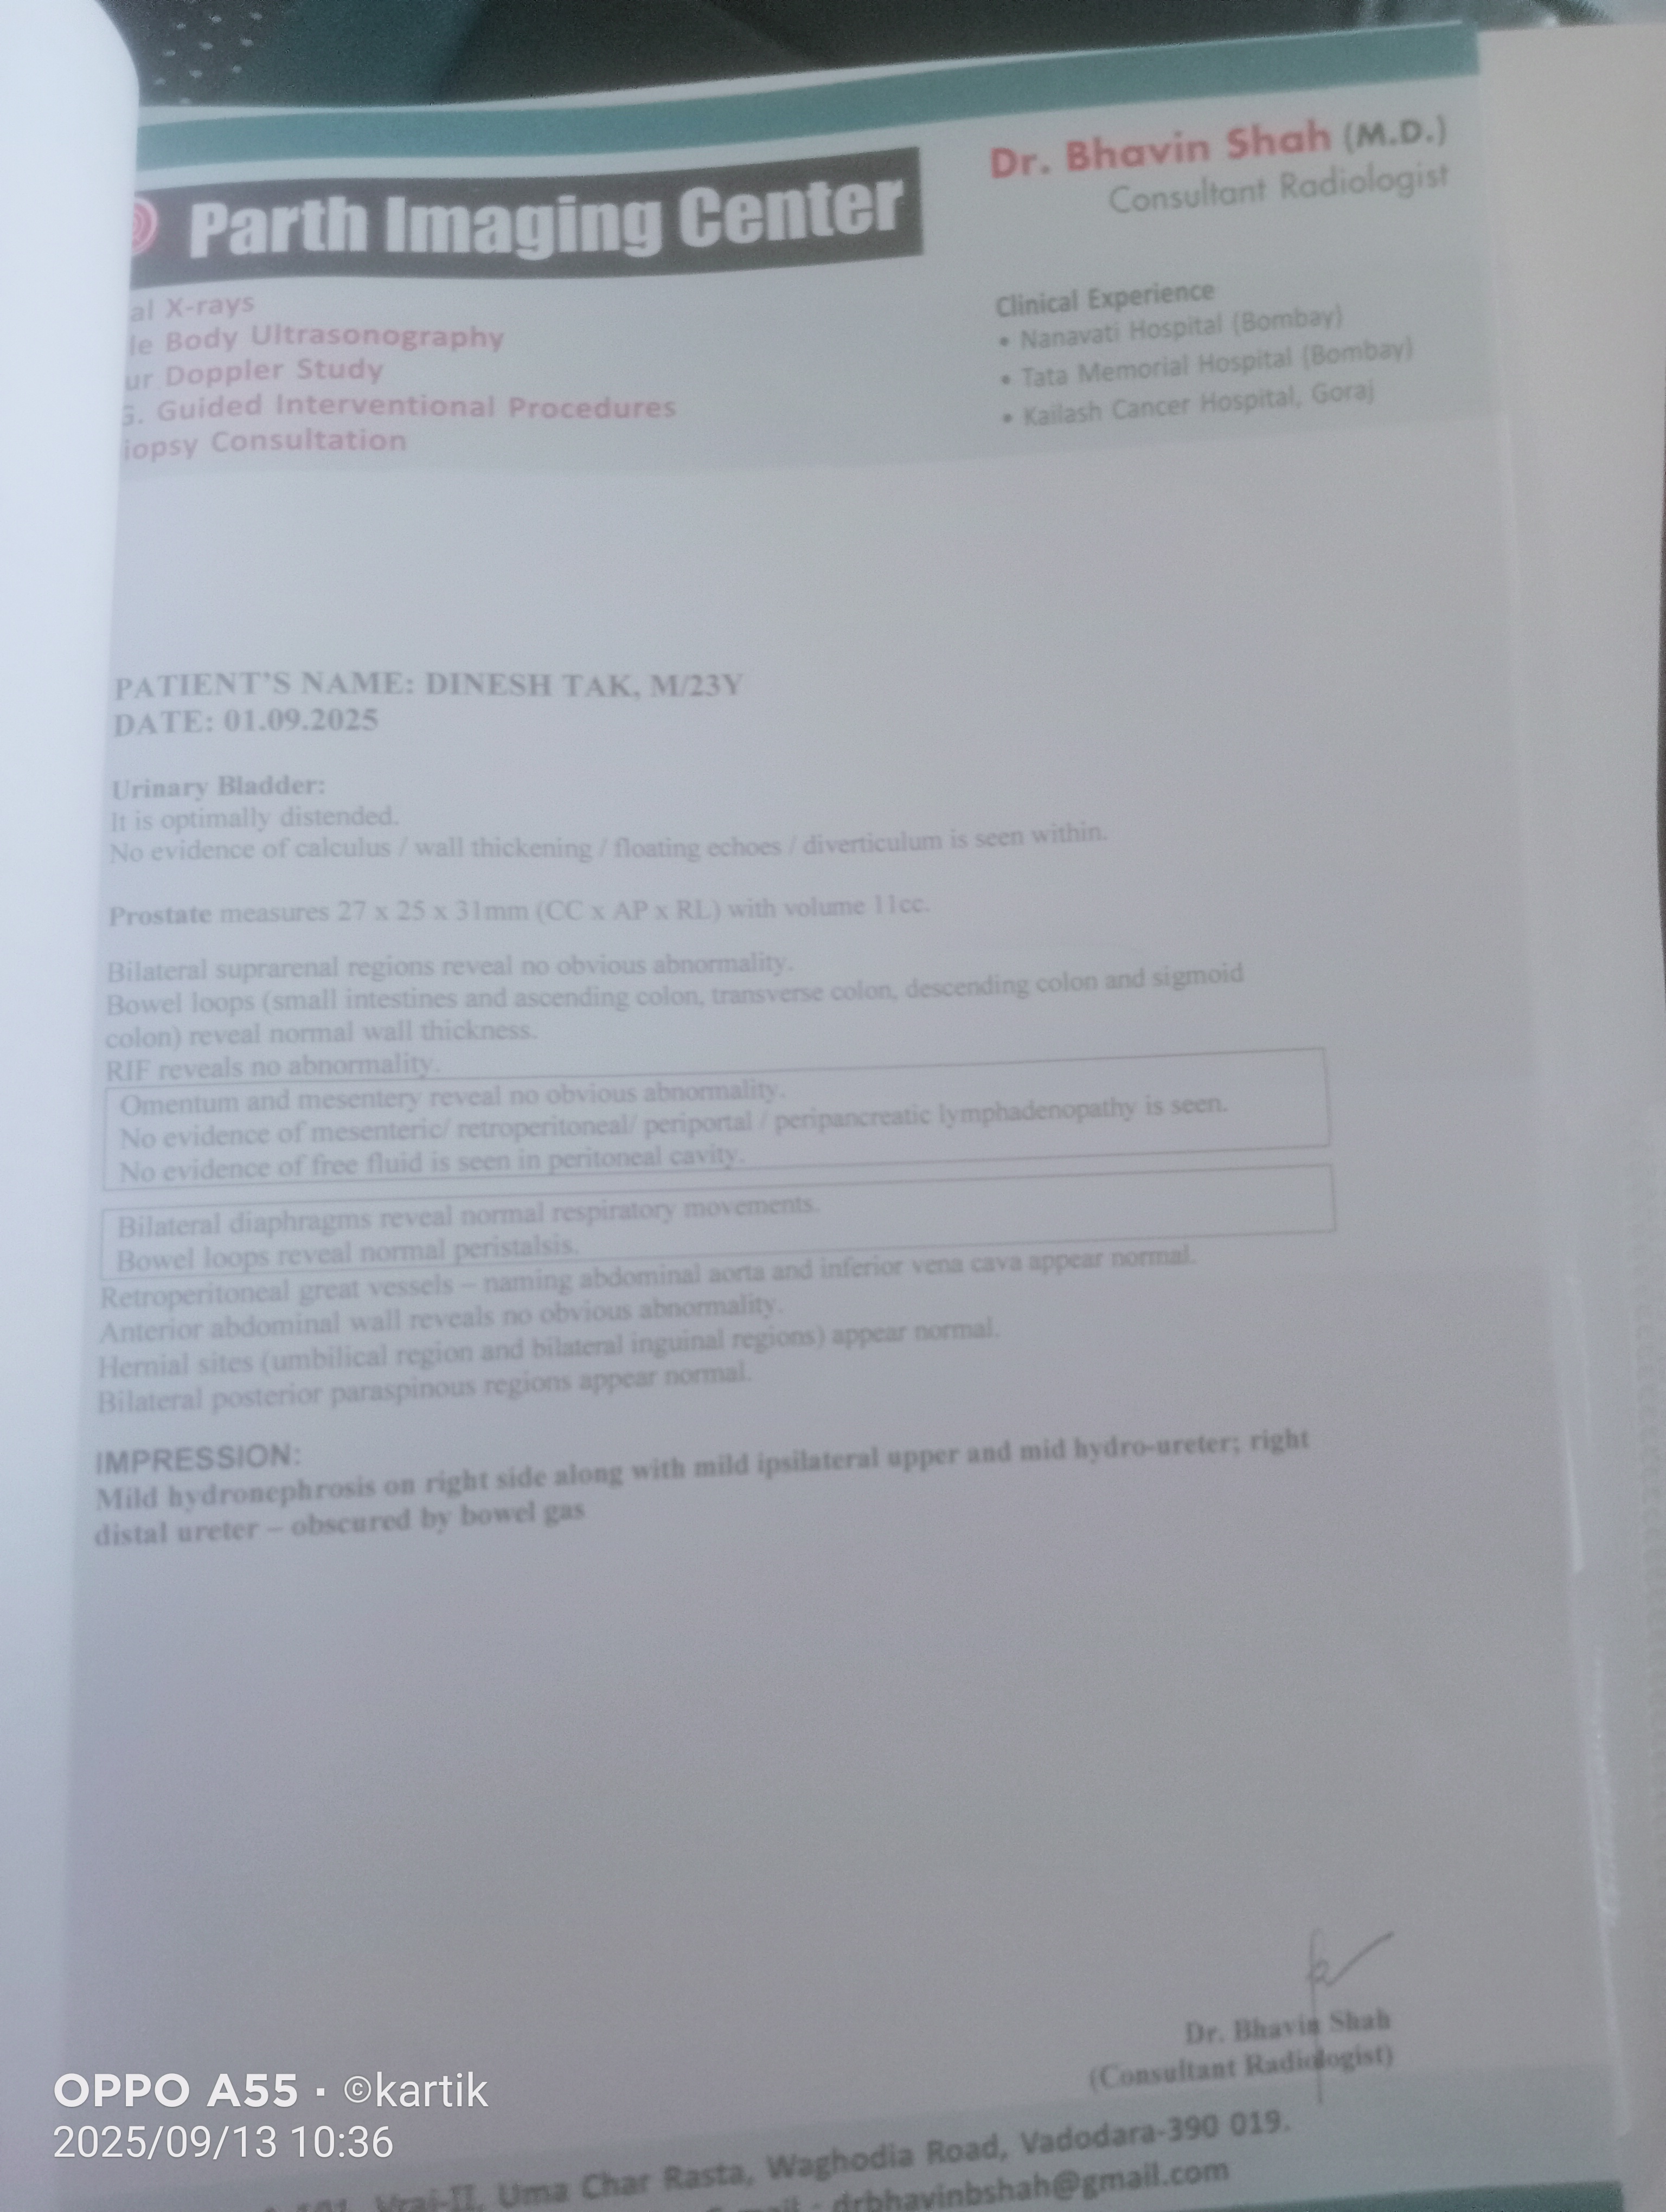 Parth Imaging Center
Dr. Bhavin Shah (M.D.)
Consultant Radiologist
al X-rays
le Body Ultrasonography
ur Doppler Study
. Guided Interventional Procedures
iopsy Consultation
Clinical Experience
• Nanavati Hospital (Bombay)
• Tata Memorial Hospital (Bombay)
• Kailash Cancer Hospital, Goraj
PATIENT'S NAME: DINESH TAK, M/23Y
DATE: 01.09.2025
Urinary Bladder:
It is optimally distended.
No evidence of calculus / wall thickening / floating echoes / diverticulum is seen within.
Prostate measures 27 x 25 x 31mm (CC x AP x RL) with volume 11cc.
Bilateral suprarenal regions reveal no obvious abnormality.
Bowel loops (small intestines and ascending colon, transverse colon, descending colon and sigmoid
colon) reveal normal wall thickness.
RIF reveals no abnormality.
Omentum and mesentery reveal no obvious abnormality.
No evidence of mesenteric/ retroperitoneal/ periportal / peripancreatic lymphadenopathy is seen.
No evidence of free fluid is seen in peritoneal cavity.
Bilateral diaphragms reveal normal respiratory movements.
Bowel loops reveal normal peristalsis.
Retroperitoneal great vessels – naming abdominal aorta and inferior vena cava appear normal.
Anterior abdominal wall reveals no obvious abnormality.
Hernial sites (umbilical region and bilateral inguinal regions) appear normal.
Bilateral posterior paraspinous regions appear normal.
IMPRESSION:
Mild hydronephrosis on right side along with mild ipsilateral upper and mid hydro-ureter; right
distal ureter – obscured by bowel gas
Dr. Bhavin Shah
(Consultant Radiologist)
Vraj-II, Uma Char Rasta, Waghodia Road, Vadodara-390 019.
drbhavinbshah@gmail.com
OPPO A55 · ©kartik
2025/09/13 10:36